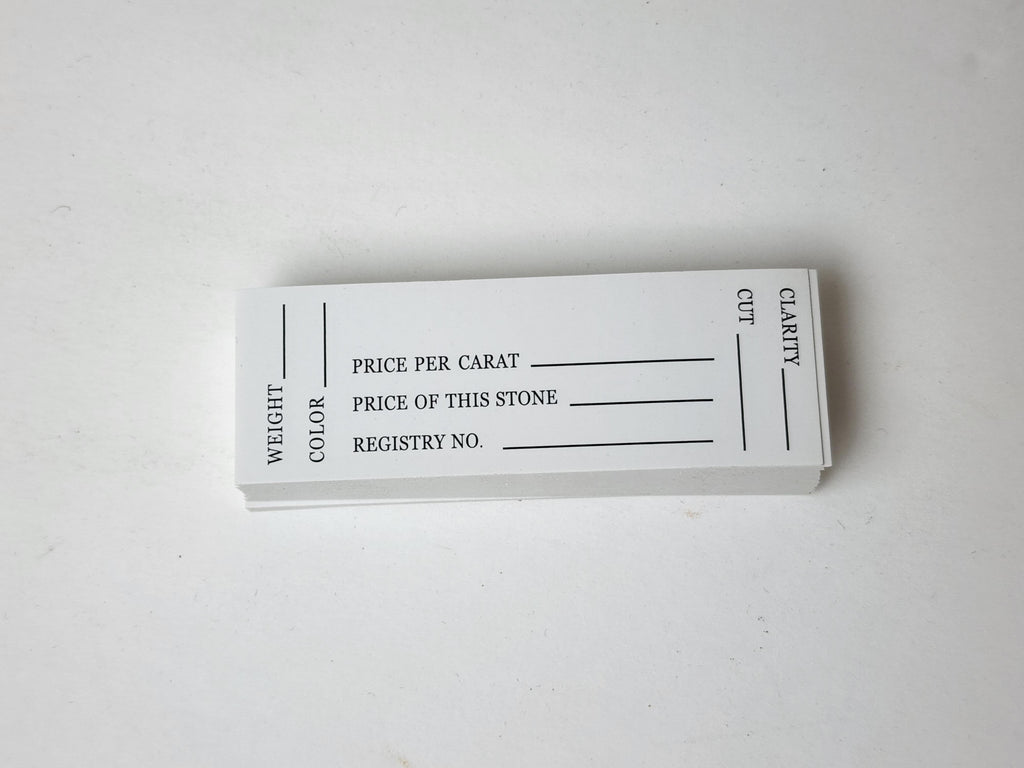 WEIGHT
COLOR
PRICE PER CARAT
PRICE OF THIS STONE
REGISTRY NO.
CUT
CLARITY